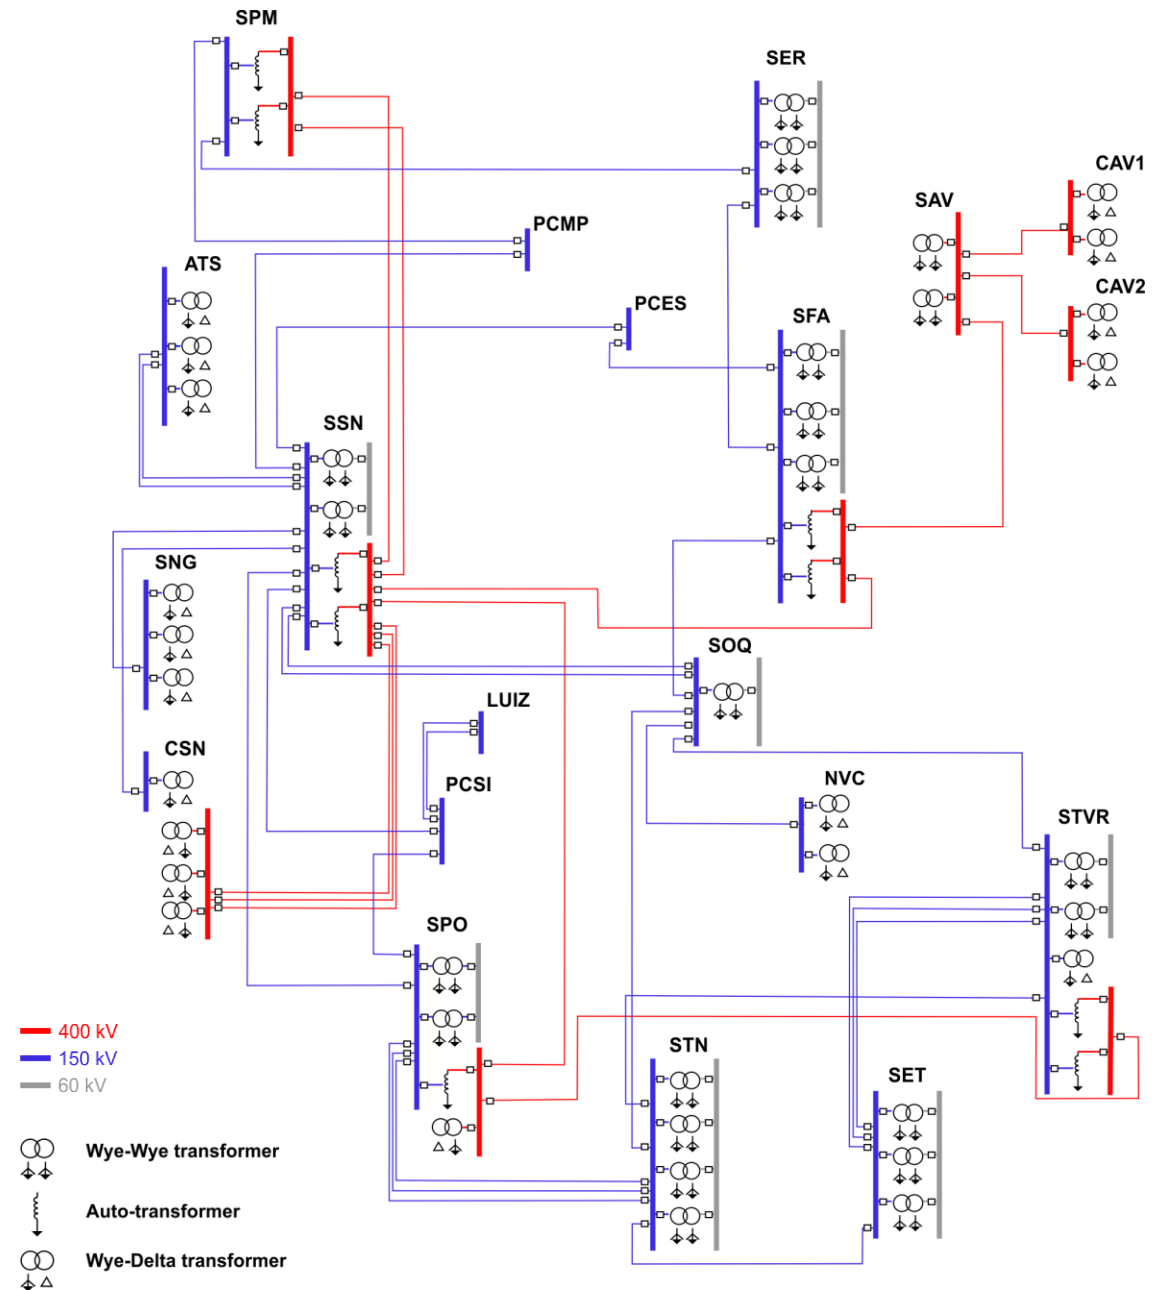 SPM
SER
CAV1
SAV
PCMP
ATS
CAV2
PCES
SFA
SSN
SNG
SOQ
LUIZ
CSN
PCSI
NVC
STVR
SPO
400 kV
150 kV
60 kV
STN
SET
Wye-Wye transformer
Auto-transformer
Wye-Delta transformer